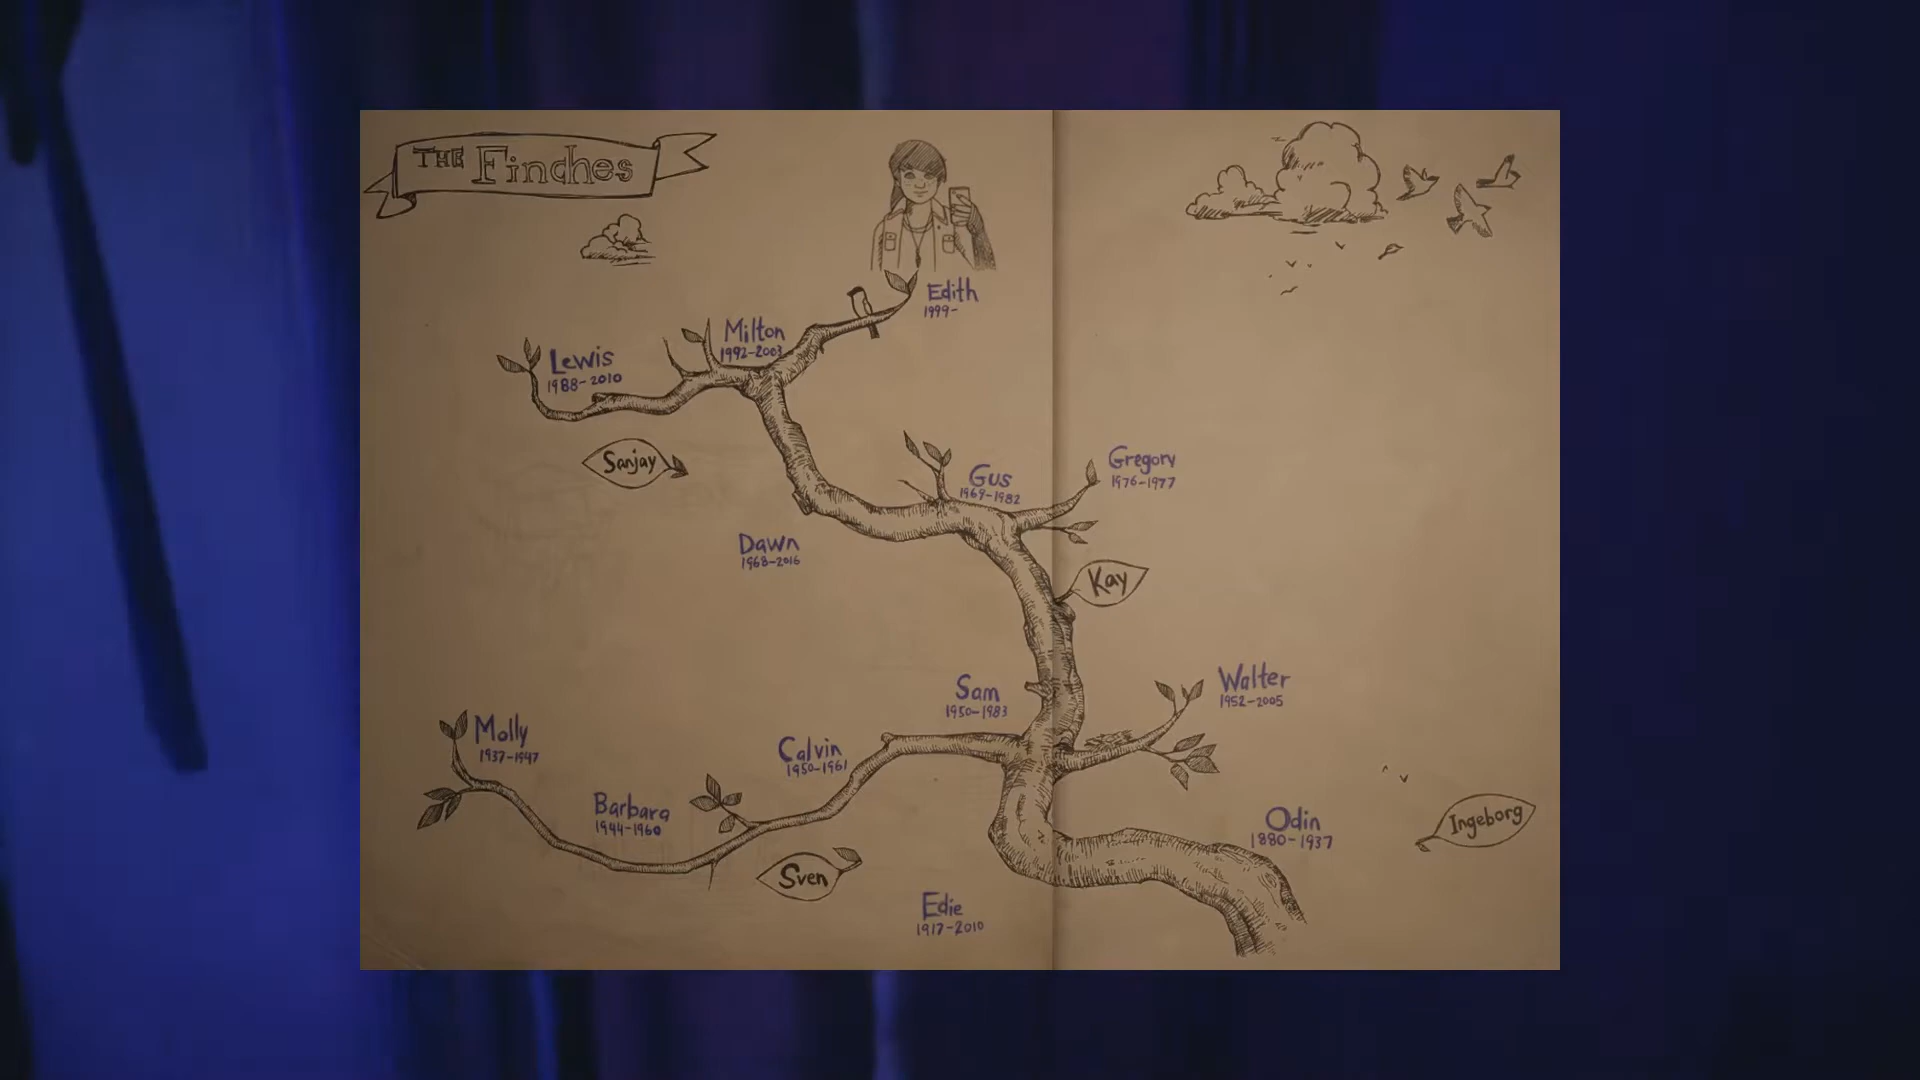 THE Finches
Edith
1999-
Milton
1992-2003
Lewis
1988-2010
Sanjay
Gus
1969-1982
Gregory
1976-1977
Dawn
1968-2016
Kay
Sam
1950-1983
Walter
1952-2005
Molly
1937-1947
Calvin
1950-1961
Barbara
1944-1960
Odin
1880-1937
Ingeborg
Sven
Edie
1917-2010